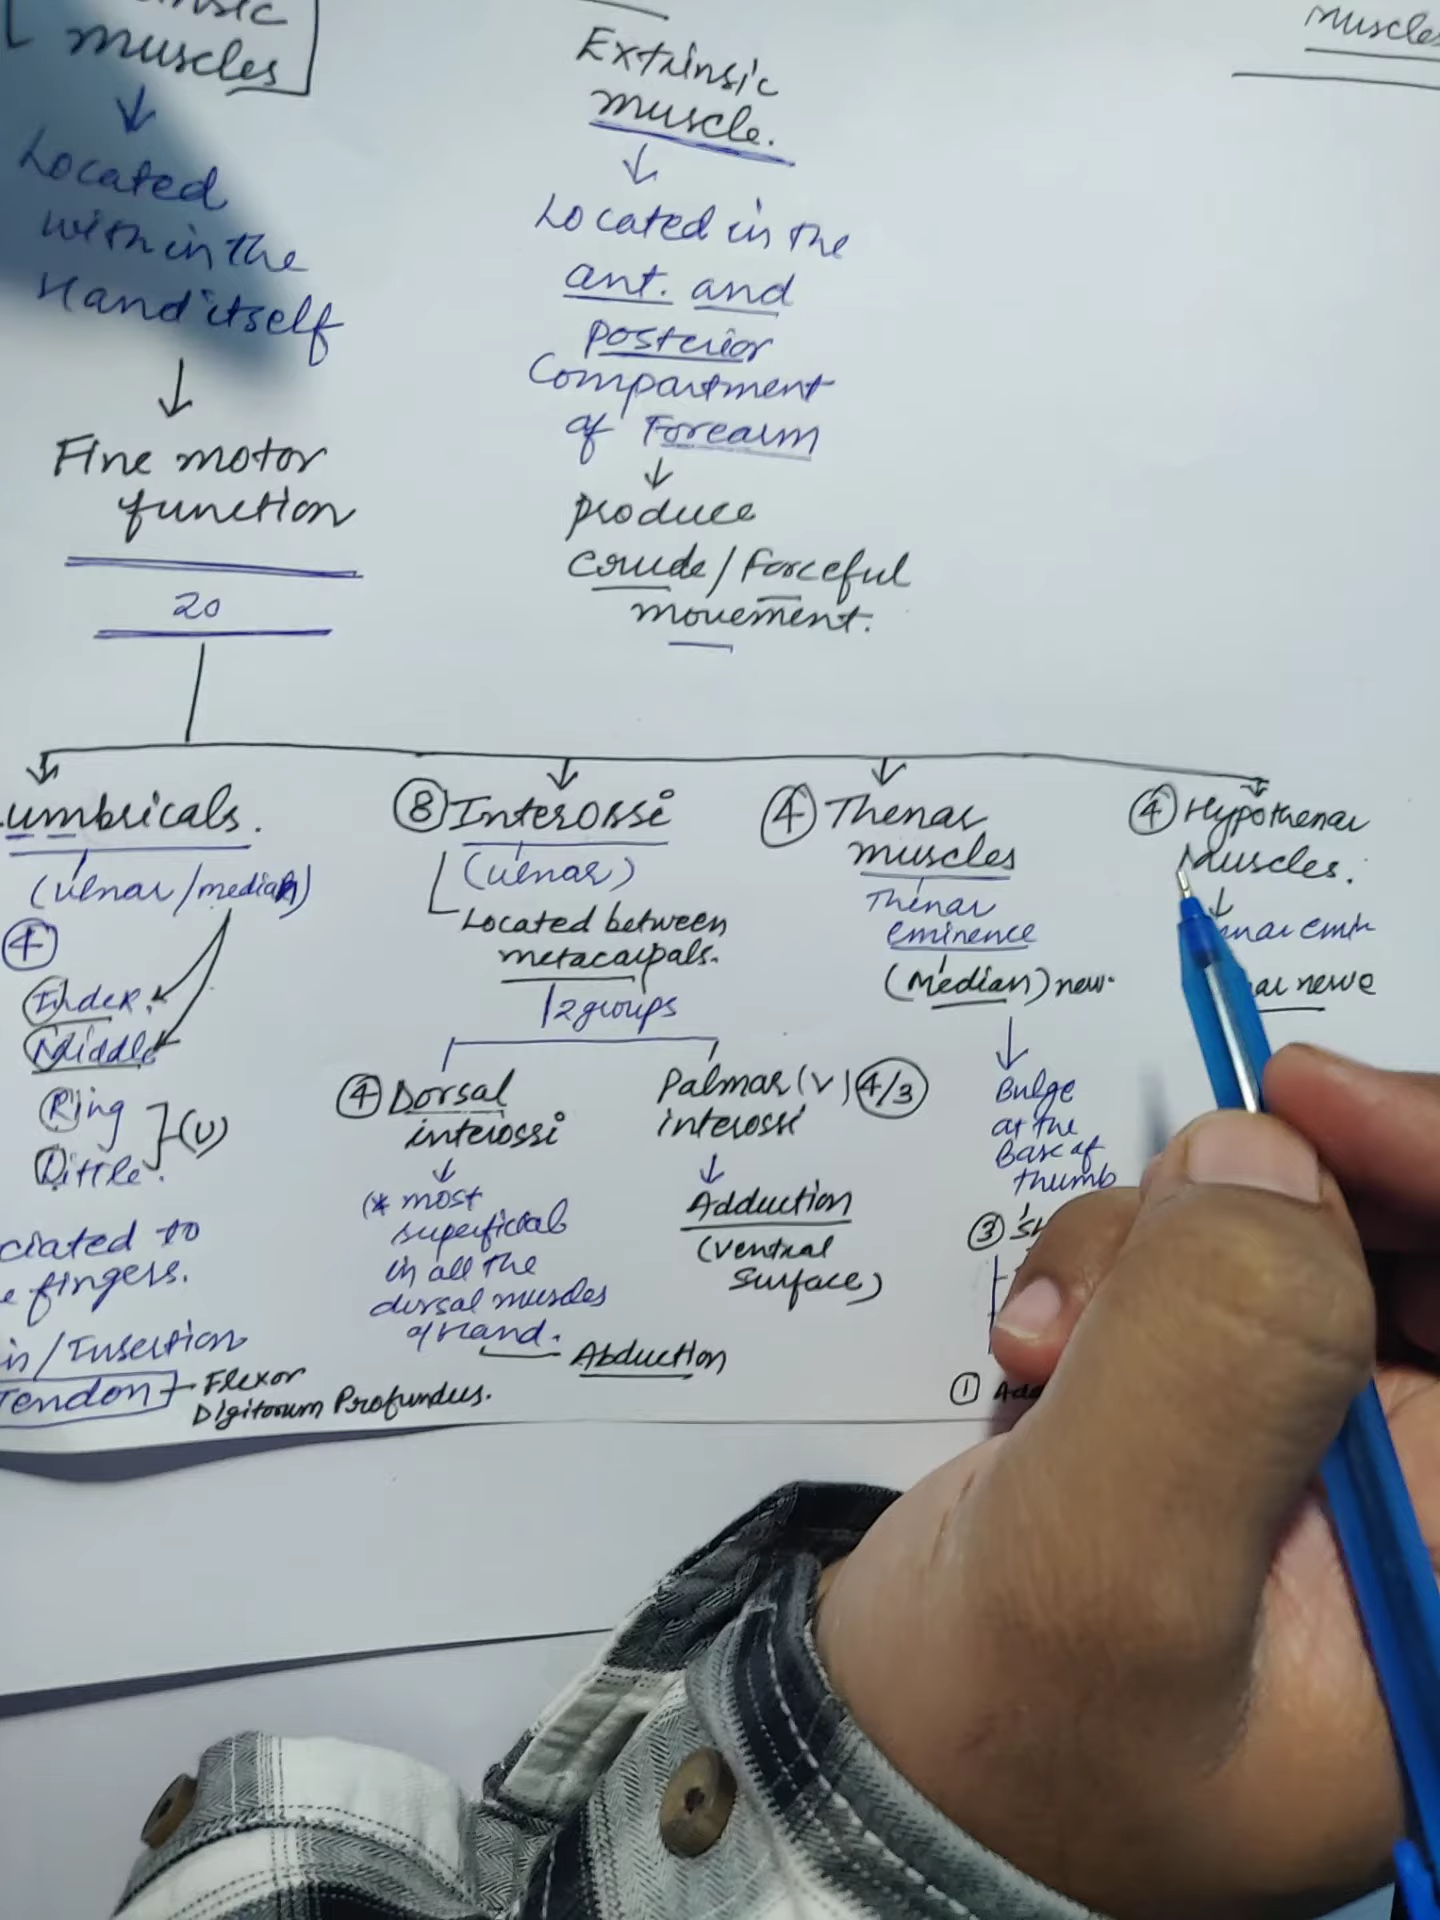 muscles
Located
within the
Hand itself
Fine motor
function
20
Extrinsic
muscle.
Located in the
ant. and
posterior
Compartment
of Forearm
produce
crude/Forceful
movement.
muscles
umbricals.
(ulnar/median)
4
Index.
Middle
Ring
Little.
(U)
ciated to
fingers.
in/Insertion
Tendon
Flexor
Digitorum Profundus.
8 Interossi
(ulnar)
Located between
metacarpals.
2 groups
4 Dorsal
interossi
(* most
superficial
in all the
dorsal muscles
of Hand.
Abduction
Palmar (V) 4/3
interossi
Adduction
(ventral
surface)
4 Thenar
muscles
Thenar
eminence
(Median)
Bulge
at the
Base of
thumb
3
1
4 Hypothenar
Muscles.
nerve